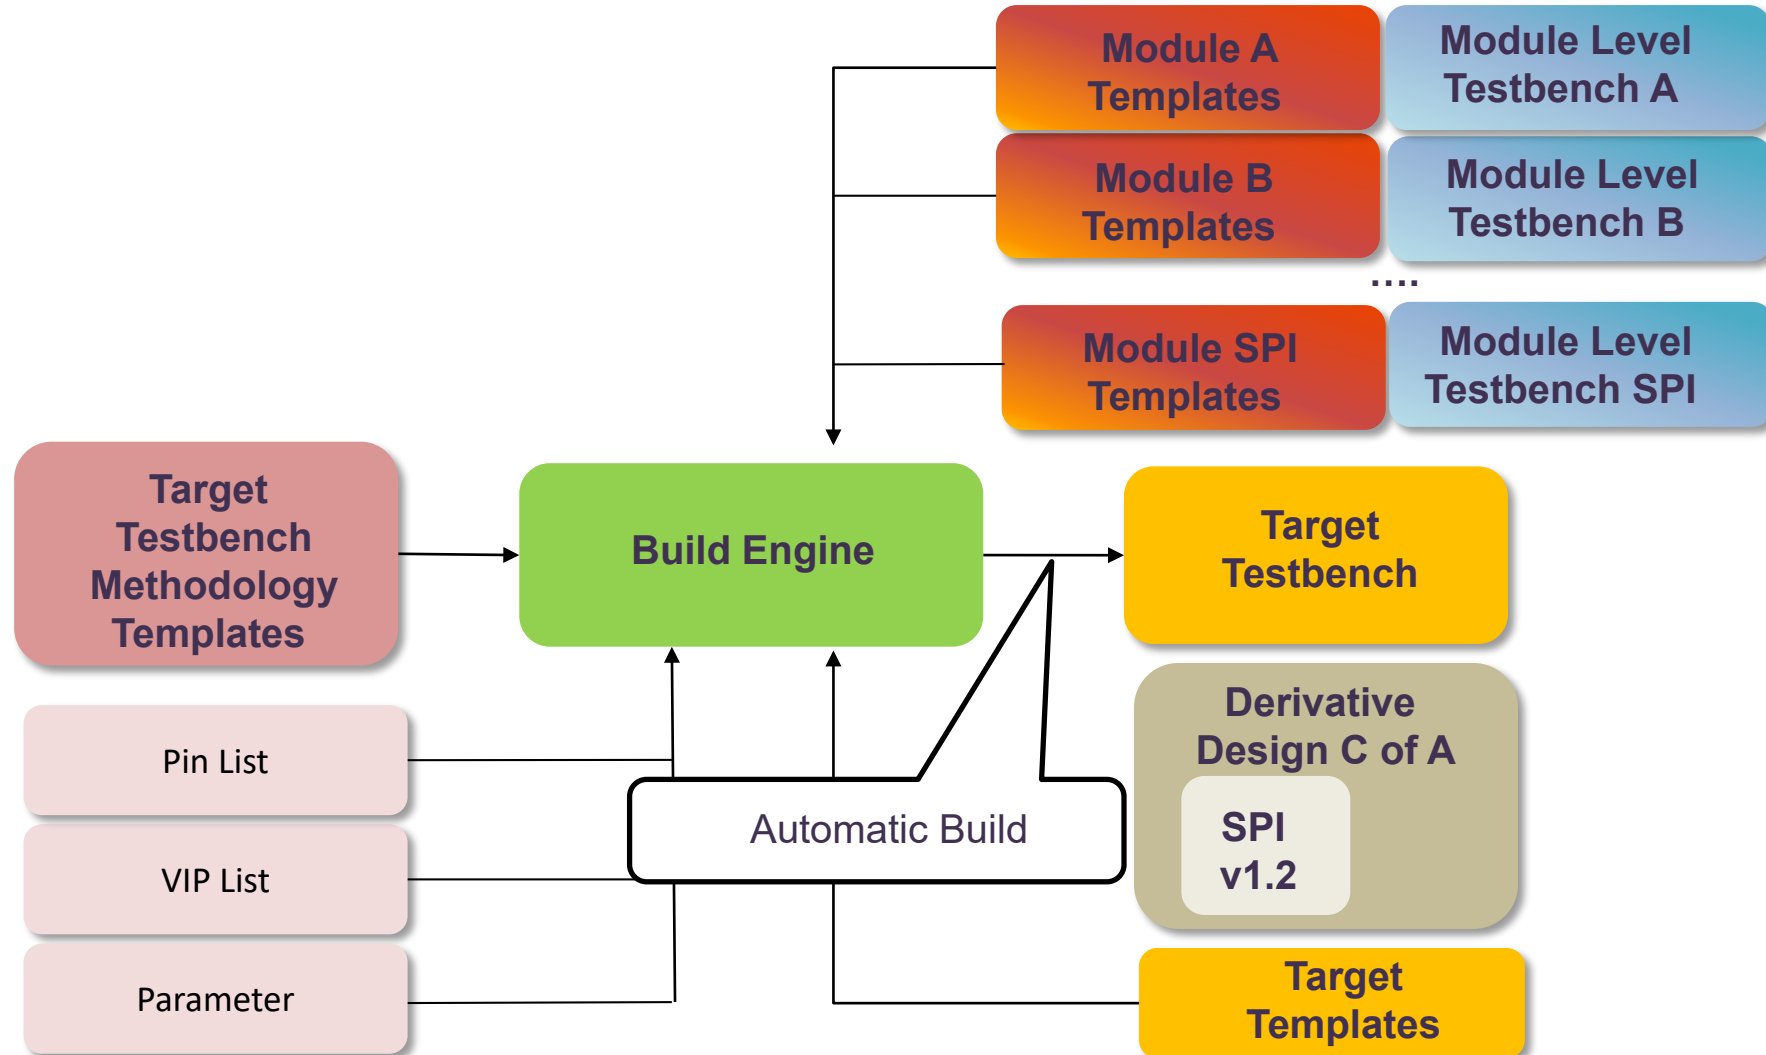 Module A
Templates
Module Level
Testbench A
Module B
Templates
Module Level
Testbench B
....
Module SPI
Templates
Module Level
Testbench SPI
Target
Testbench
Methodology
Templates
Build Engine
Target
Testbench
Pin List
VIP List
Parameter
Automatic Build
Derivative
Design C of A
SPI
v1.2
Target
Templates